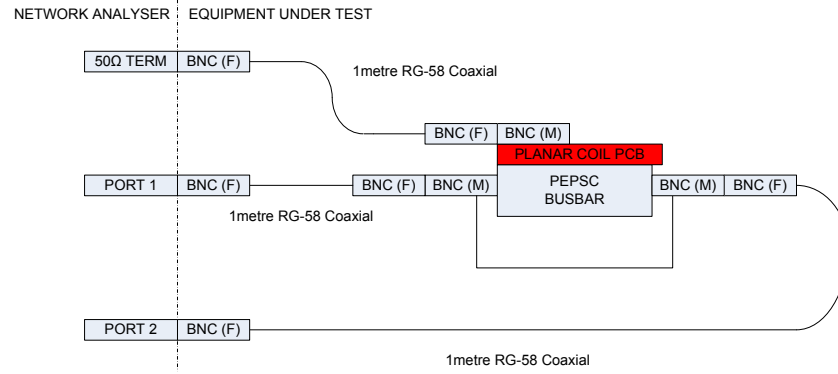 NETWORK ANALYSER
EQUIPMENT UNDER TEST
50Ω TERM
BNC (F)
1metre RG-58 Coaxial
BNC (F)
BNC (M)
PLANAR COIL PCB
PORT 1
BNC (F)
1metre RG-58 Coaxial
BNC (F)
BNC (M)
PEPSC
BUSBAR
BNC (M)
BNC (F)
PORT 2
BNC (F)
1metre RG-58 Coaxial